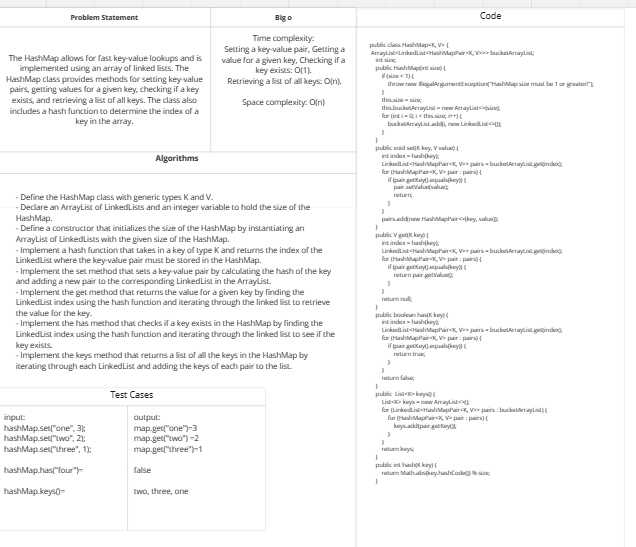 Problem Statement
The HashMap allows for fast key-value lookups and is
implemented using an array of linked lists. The
HashMap class provides methods for setting key-value
pairs, getting values for a given key, checking if a key
exists, and retrieving a list of all keys. The class also
includes a hash function to determine the index of a
key in the array.
Big o
Time complexity:
Setting a key-value pair, Getting a
value for a given key, Checking if a
key exists: O(1).
Retrieving a list of all keys: O(n).
Space complexity: O(n)
Algorithms
- Define the HashMap class with generic types K and V.
- Declare an ArrayList of LinkedLists and an integer variable to hold the size of the
HashMap.
- Define a constructor that initializes the size of the HashMap by instantiating an
ArrayList of LinkedLists with the given size of the HashMap.
- Implement a hash function that takes in a key of type K and returns the index of the
LinkedList where the key-value pair must be stored in the HashMap.
- Implement the set method that sets a key-value pair by calculating the hash of the key
and adding a new pair to the corresponding LinkedList in the ArrayList.
- Implement the get method that returns the value for a given key by finding the
LinkedList index using the hash function and iterating through the linked list to retrieve
the value for the key.
- Implement the has method that checks if a key exists in the HashMap by finding the
LinkedList index using the hash function and iterating through the linked list to see if the
key exists.
- Implement the keys method that returns a list of all the keys in the HashMap by
iterating through each LinkedList and adding the keys of each pair to the list.
Test Cases
input:
hashMap.set("one", 3);
hashMap.set("two", 2);
hashMap.set("three", 1);
hashMap.has("four")=
hashMap.keys()=
output:
map.get("one")=3
map.get("two") =2
map.get("three")=1
false
two, three, one
Code
public class HashMap<K, V> {
ArrayList<LinkedList<HashMapPair<K, V>>> bucketArrayList;
int size;
public HashMap(int size) {
if (size < 1) {
throw new IllegalArgumentException("HashMap size must be 1 or greater!");
}
this.size = size;
this.bucketArrayList = new ArrayList<>(size);
for (int i = 0; i < this.size; i++) {
bucketArrayList.add(i, new LinkedList<>());
}
}
public void set(K key, V value) {
int index = hash(key);
LinkedList<HashMapPair<K, V>> pairs = bucketArrayList.get(index);
for (HashMapPair<K, V> pair : pairs) {
if (pair.getKey().equals(key)) {
pair.setValue(value);
return;
}
}
pairs.add(new HashMapPair<>(key, value));
}
public V get(K key) {
int index = hash(key);
LinkedList<HashMapPair<K, V>> pairs = bucketArrayList.get(index);
for (HashMapPair<K, V> pair : pairs) {
if (pair.getKey().equals(key)) {
return pair.getValue();
}
}
return null;
}
public boolean has(K key) {
int index = hash(key);
LinkedList<HashMapPair<K, V>> pairs = bucketArrayList.get(index);
for (HashMapPair<K, V> pair : pairs) {
if (pair.getKey().equals(key)) {
return true;
}
}
return false;
}
public List<K> keys() {
List<K> keys = new ArrayList<>();
for (LinkedList<HashMapPair<K, V>> pairs : bucketArrayList) {
for (HashMapPair<K, V> pair : pairs) {
keys.add(pair.getKey());
}
}
return keys;
}
public int hash(K key) {
return Math.abs(key.hashCode()) % size;
}